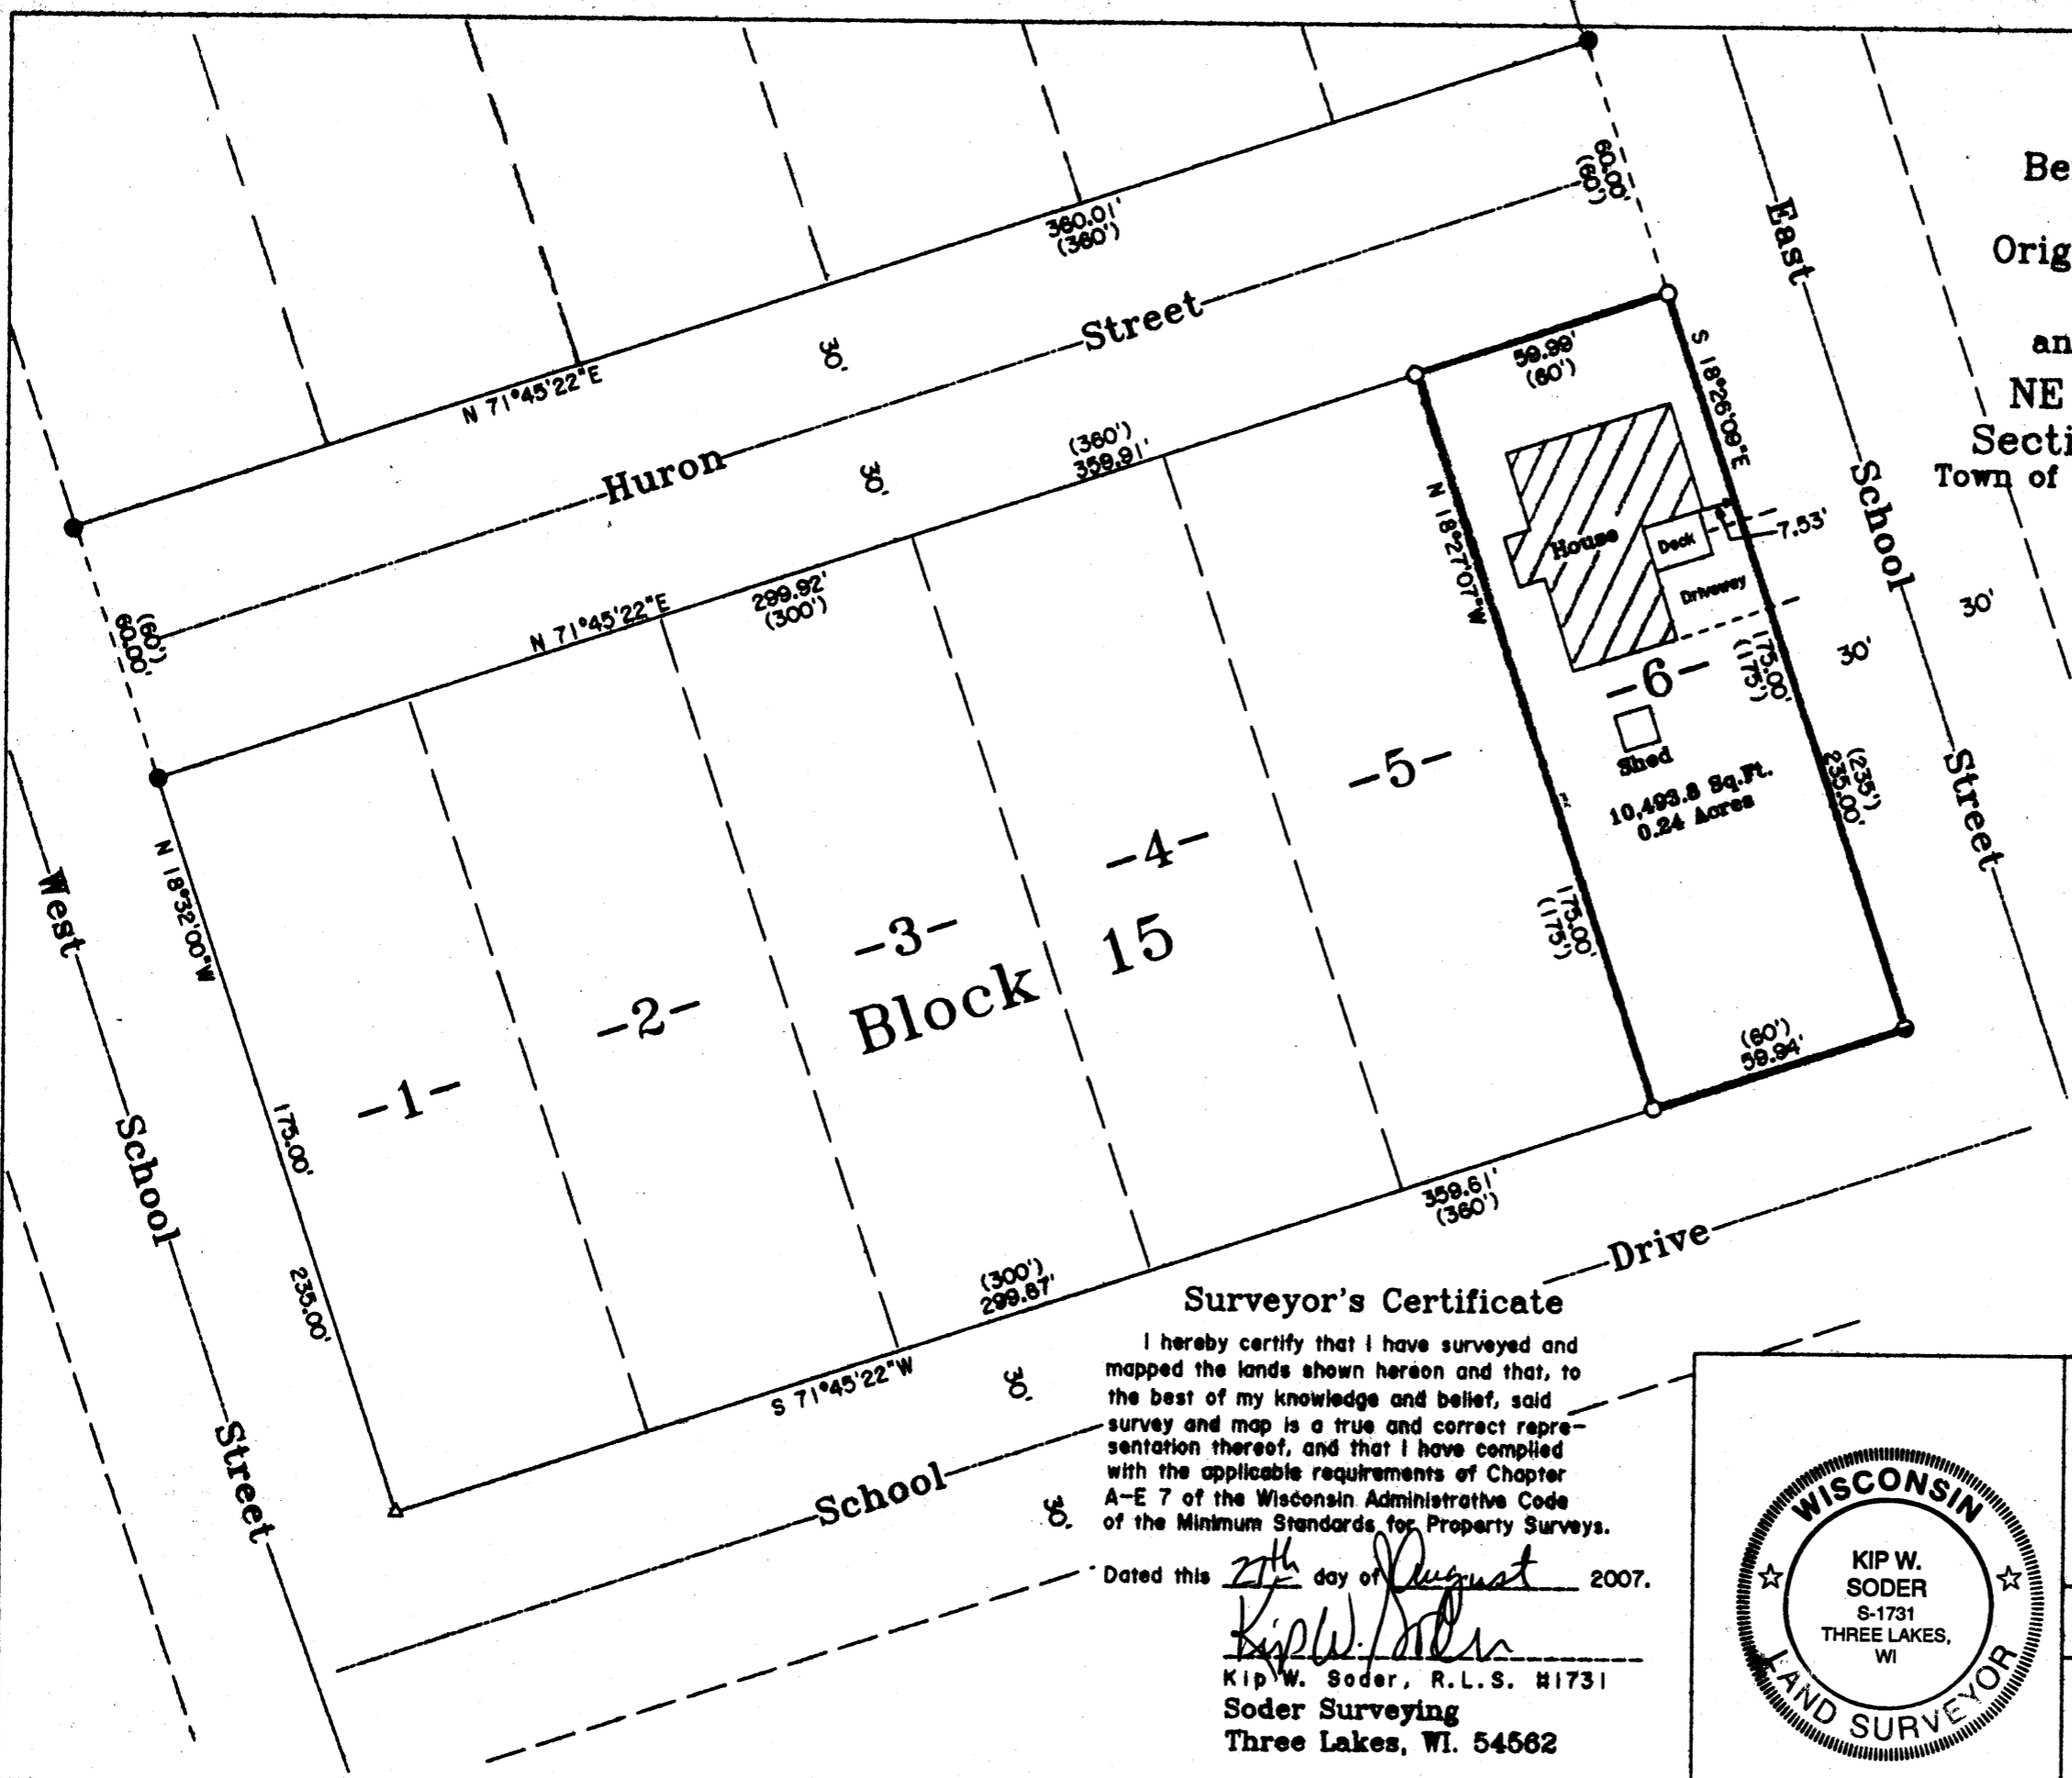 360.01'
(360')
60.00'
(60')
East
School
Street
30'
30'
Be
Orig
an
NE
Secti
Town of
N 71°45'22"E
30'
Huron Street
30'
(360')
359.91'
59.99'
(60')
S 18°26'09"E
N 18°27'07"W
House
Deck
7.53'
Driveway
175.00'
(175')
-6-
Shed
10,493.8 Sq.Ft.
0.24 Acres
(235')
235.00'
(60')
60.00'
N 71°45'22"E
299.92'
(300')
-5-
-4-
-3-
-2-
-1-
Block 15
175.00'
(175')
(60')
59.94'
N 18°32'00"W
175.00'
235.00'
West
School
Street
359.61'
(360')
(300')
299.87'
S 71°45'22"W
30'
30'
School Drive
Surveyor's Certificate
I hereby certify that I have surveyed and
mapped the lands shown hereon and that, to
the best of my knowledge and belief, said
survey and map is a true and correct repre-
sentation thereof, and that I have complied
with the applicable requirements of Chapter
A-E 7 of the Wisconsin Administrative Code
of the Minimum Standards for Property Surveys.
Dated this 27th day of August 2007.
Kip W. Soder
Kip W. Soder, R.L.S. #1731
Soder Surveying
Three Lakes, WI. 54562
WISCONSIN
KIP W.
SODER
S-1731
THREE LAKES,
WI
LAND SURVEYOR